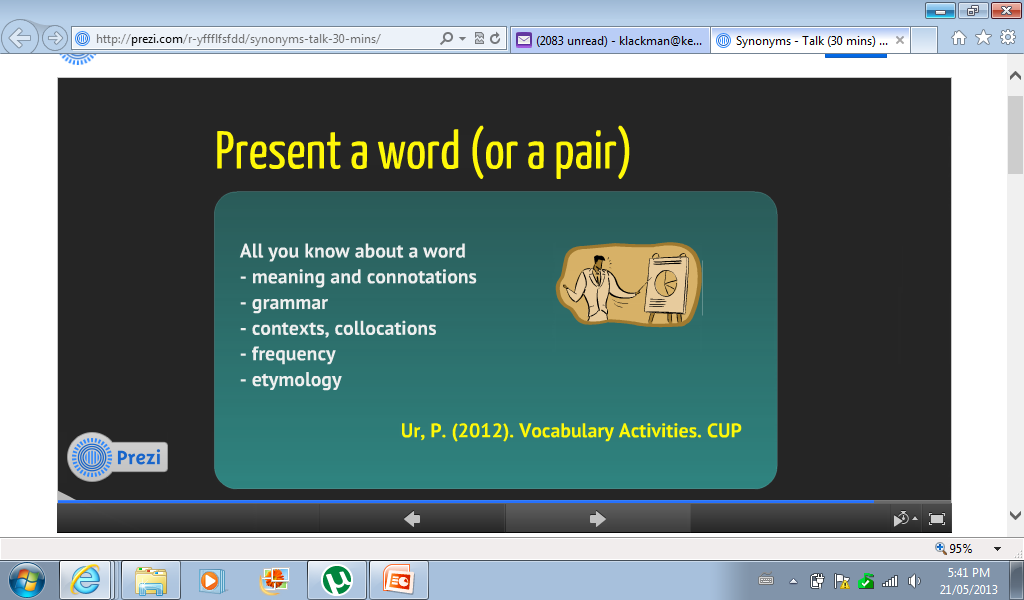 http://prezi.com/r-yffflfsfdd/synonyms-talk-30-mins/
(2083 unread) - klackman@ke...
Synonyms - Talk (30 mins) ...
Present a word (or a pair)
All you know about a word
- meaning and connotations
- grammar
- contexts, collocations
- frequency
- etymology
Ur, P. (2012). Vocabulary Activities. CUP
Prezi
95%
5:41 PM
21/05/2013